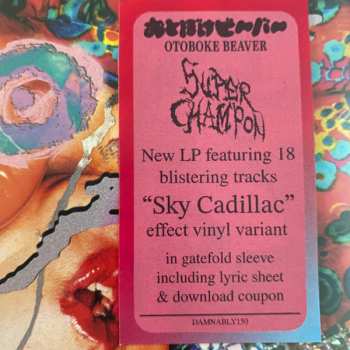 おとぼけビ〜バ〜
OTOBOKE BEAVER
SUPER
CHAMPON
New LP featuring 18
blistering tracks
“Sky Cadillac”
effect vinyl variant
in gatefold sleeve
including lyric sheet
& download coupon
DAMNABLY150